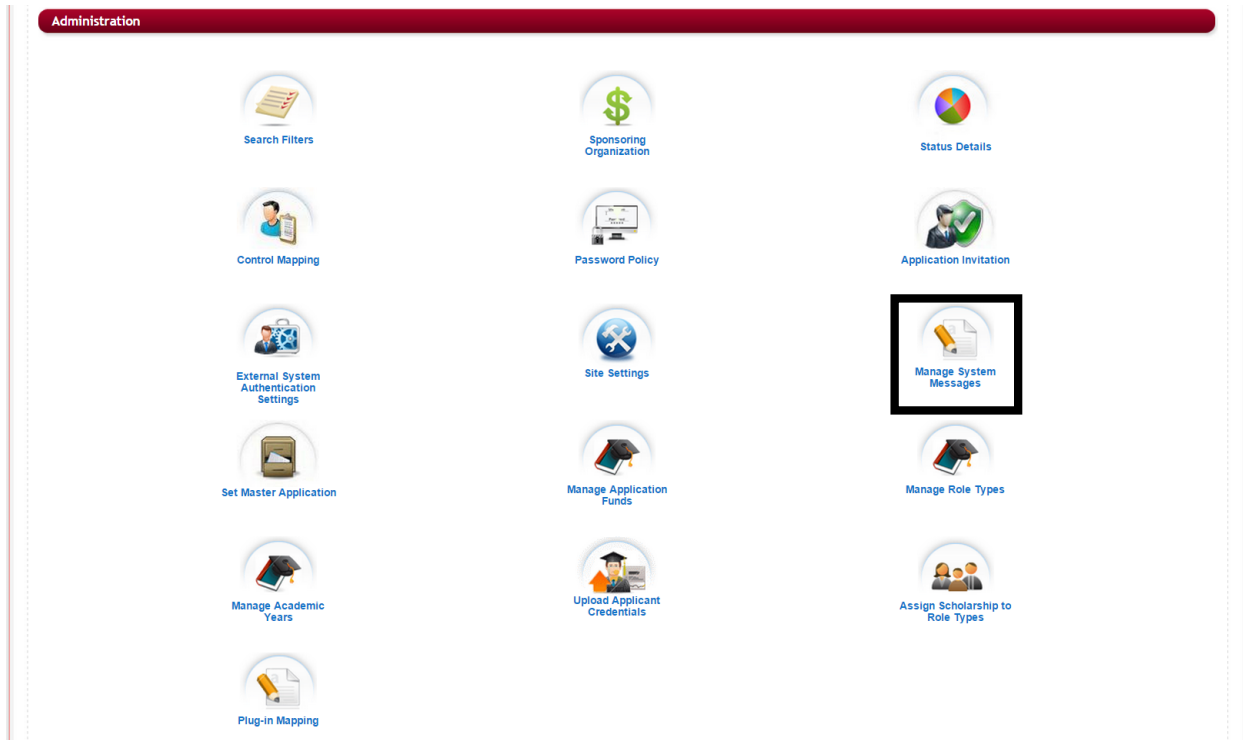 Administration
Search Filters
Sponsoring
Organization
Status Details
Control Mapping
Password Policy
Application Invitation
External System
Authentication
Settings
Site Settings
Manage System
Messages
Set Master Application
Manage Application
Funds
Manage Role Types
Manage Academic
Years
Upload Applicant
Credentials
Assign Scholarship to
Role Types
Plug-in Mapping